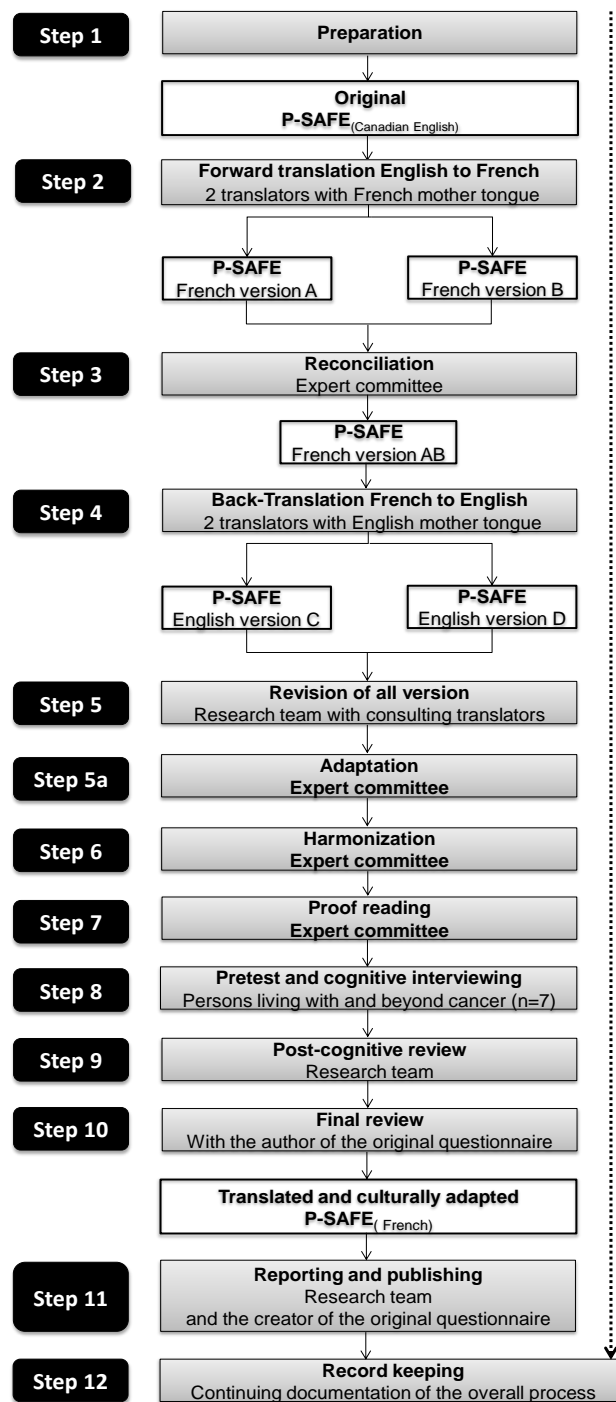 Step 1
Preparation
Original
P-SAFE(Canadian English)
Step 2
Forward translation English to French
2 translators with French mother tongue
P-SAFE
French version A
P-SAFE
French version B
Step 3
Reconciliation
Expert committee
P-SAFE
French version AB
Step 4
Back-Translation French to English
2 translators with English mother tongue
P-SAFE
English version C
P-SAFE
English version D
Step 5
Revision of all version
Research team with consulting translators
Step 5a
Adaptation
Expert committee
Step 6
Harmonization
Expert committee
Step 7
Proof reading
Expert committee
Step 8
Pretest and cognitive interviewing
Persons living with and beyond cancer (n=7)
Step 9
Post-cognitive review
Research team
Step 10
Final review
With the author of the original questionnaire
Translated and culturally adapted
P-SAFE( French)
Step 11
Reporting and publishing
Research team
and the creator of the original questionnaire
Step 12
Record keeping
Continuing documentation of the overall process